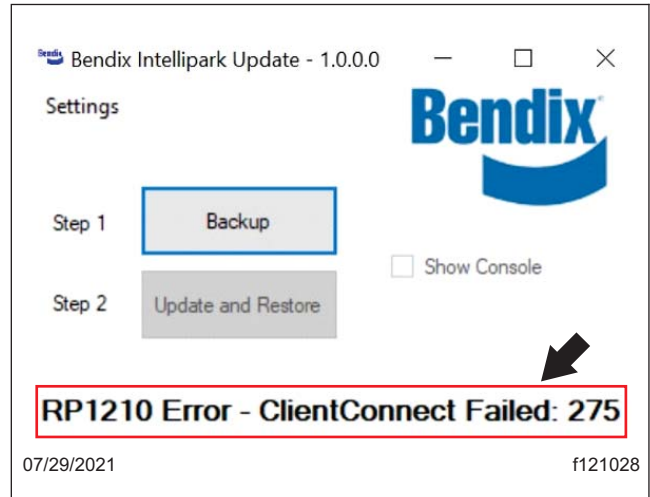 Bendix Intellipark Update - 1.0.0.0
Settings
Bendix
Step 1 Backup
Show Console
Step 2 Update and Restore
RP1210 Error - ClientConnect Failed: 275
07/29/2021 f121028